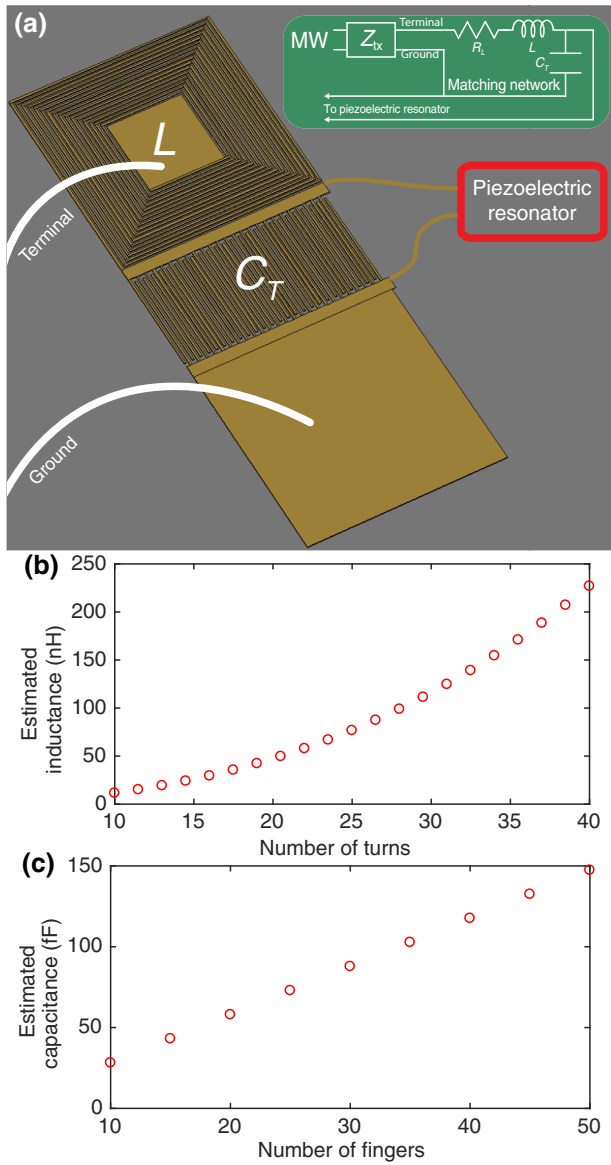 (a)
MW
Z_tx
Terminal
Ground
R_L
L
C_T
Matching network
To piezoelectric resonator
L
Terminal
Piezoelectric
resonator
C_T
Ground
(b)
250
200
150
100
50
0
Estimated
inductance (nH)
10
15
20
25
30
35
40
Number of turns
(c)
150
100
50
0
Estimated
capacitance (fF)
10
20
30
40
50
Number of fingers